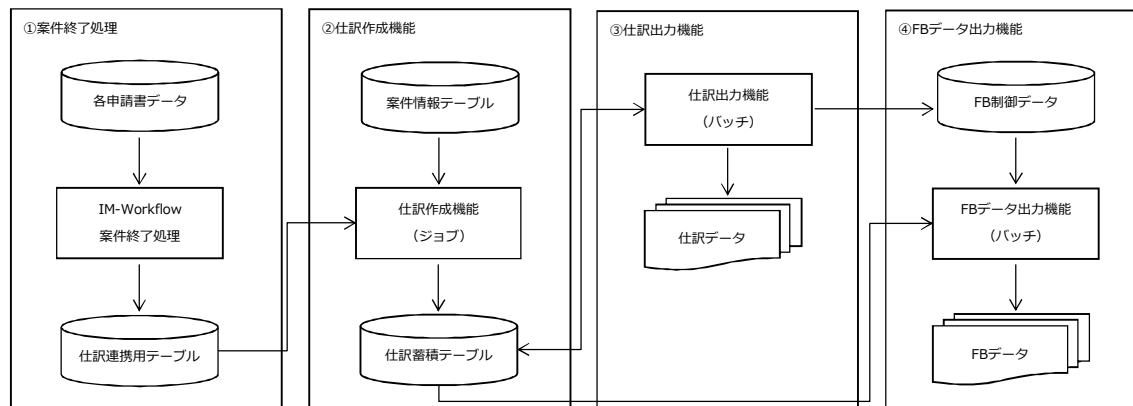 ①案件終了処理
各申請書データ
IM-Workflow
案件終了処理
仕訳連携用テーブル
②仕訳作成機能
案件情報テーブル
仕訳作成機能
（ジョブ）
仕訳蓄積テーブル
③仕訳出力機能
仕訳出力機能
（バッチ）
仕訳データ
④FBデータ出力機能
FB制御データ
FBデータ出力機能
（バッチ）
FBデータ